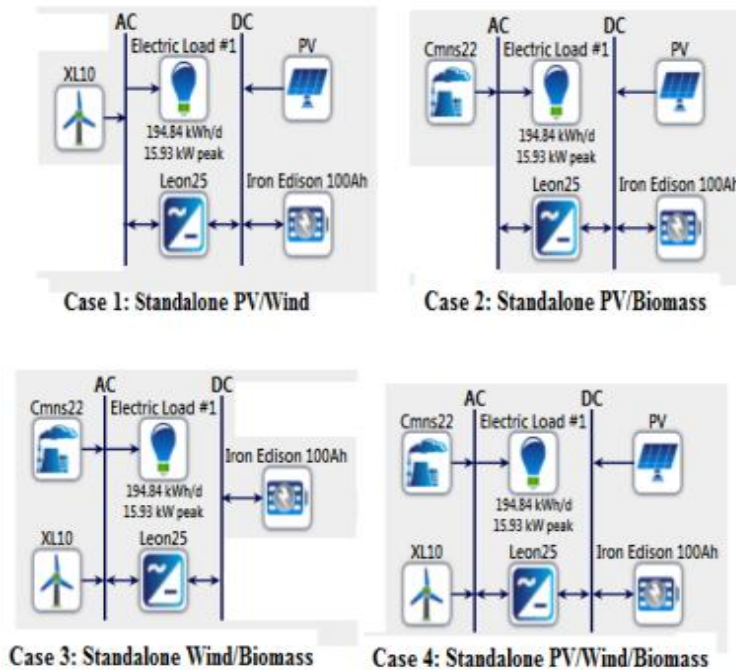 AC DC
Electric Load #1 PV
XL10
194.84 kWh/d
15.93 kW peak
Leon25 Iron Edison 100Ah
Case 1: Standalone PV/Wind
AC DC
Cmns22 Electric Load #1 PV
194.84 kWh/d
15.93 kW peak
Leon25 Iron Edison 100Ah
Case 2: Standalone PV/Biomass
AC DC
Cmns22 Electric Load #1
Iron Edison 100Ah
194.84 kWh/d
15.93 kW peak
XL10 Leon25
Case 3: Standalone Wind/Biomass
AC DC
Cmns22 Electric Load #1 PV
194.84 kWh/d
15.93 kW peak
XL10 Leon25 Iron Edison 100Ah
Case 4: Standalone PV/Wind/Biomass